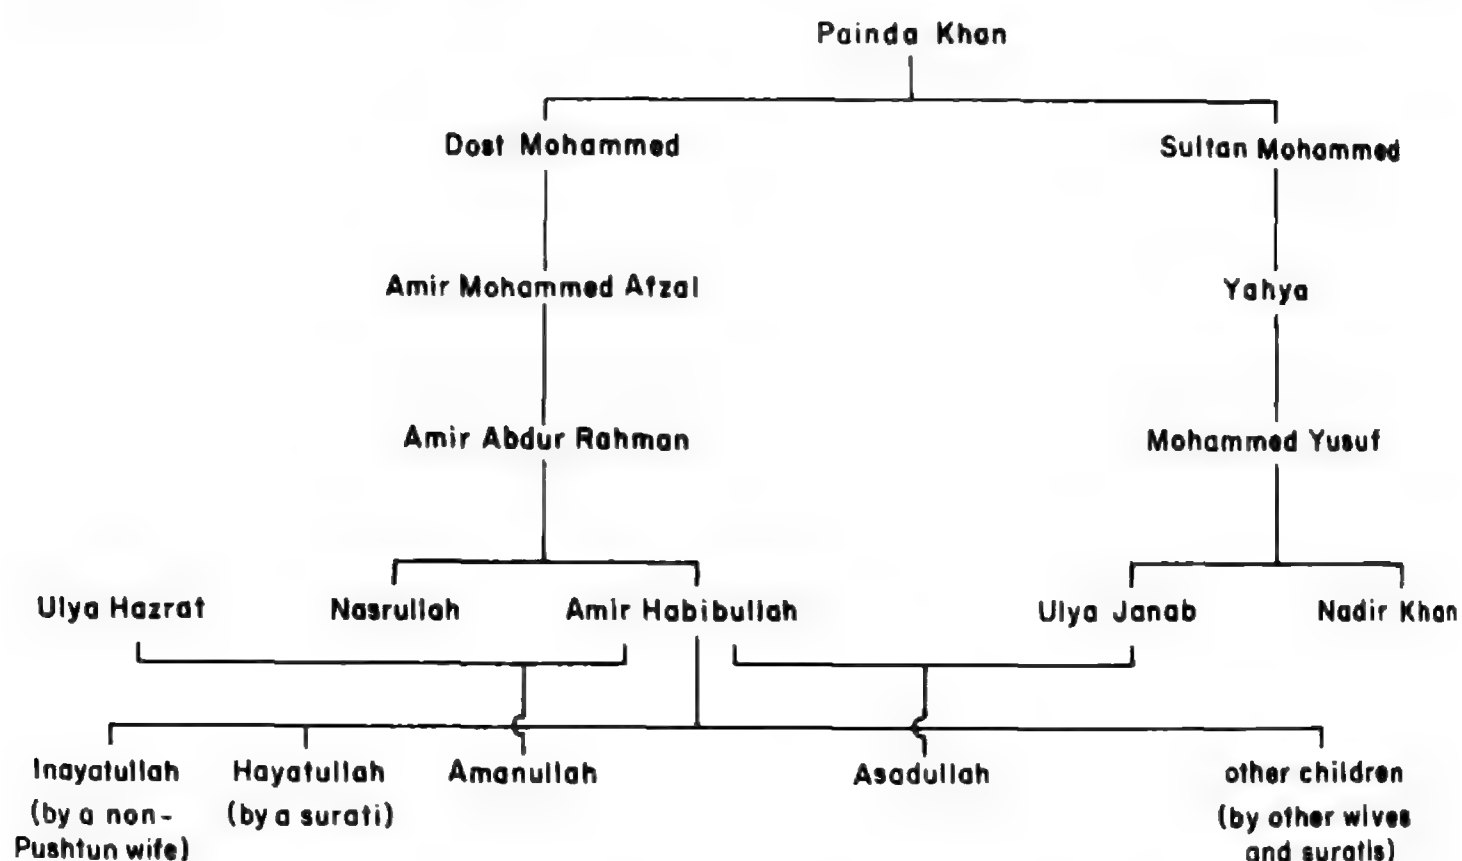 Painda Khan
Dost Mohammed
Sultan Mohammed
Amir Mohammed Afzal
Yahya
Amir Abdur Rahman
Mohammed Yusuf
Ulya Hazrat
Nasrullah
Amir Habibullah
Ulya Janab
Nadir Khan
Inayatullah
(by a non-
Pushtun wife)
Hayatullah
(by a surati)
Amanullah
Asadullah
other children
(by other wives
and suratis)